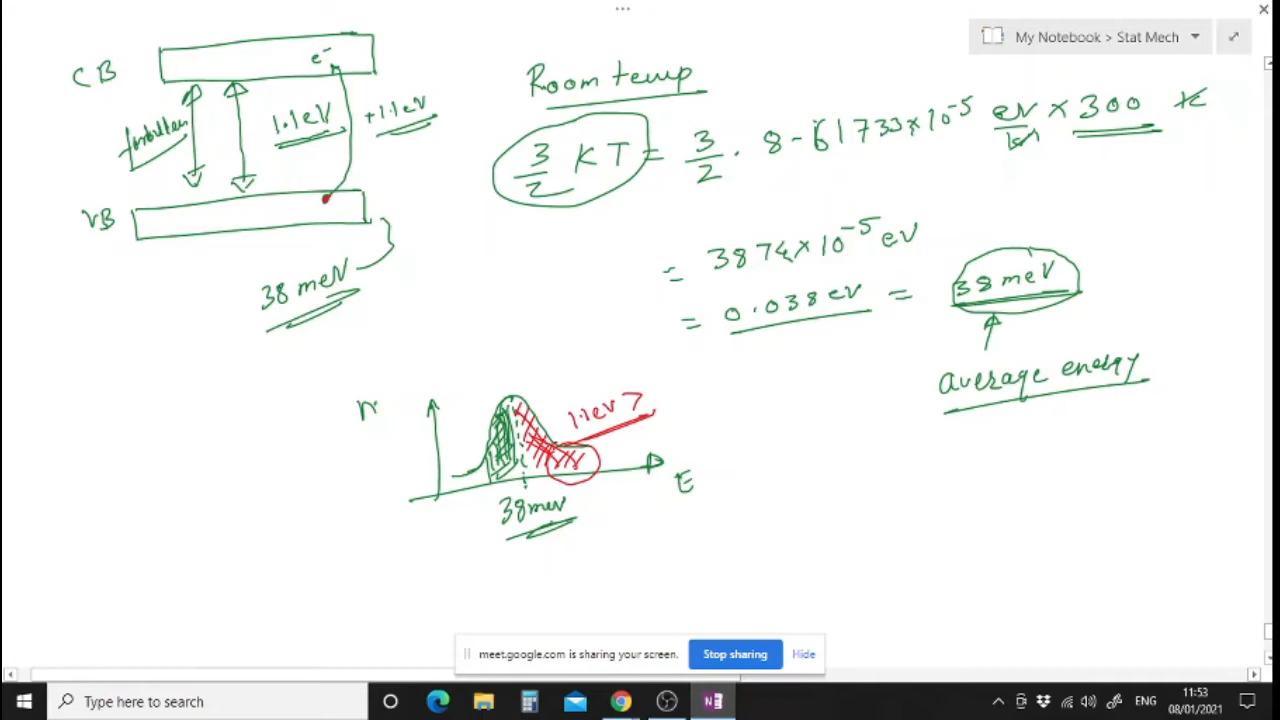 My Notebook > Stat Mech
CB
e⁻
forbidden
1.1eV
+1.1eV
VB
38 meV
Room temp
3/2 KT = 3/2 · 8-61733×10⁻⁵ eV/K × 300 K
= 3874×10⁻⁵ eV
= 0.038 eV = 38 meV
average energy
n
1.1eV ?
E
38 meV
meet.google.com is sharing your screen.
Stop sharing
Hide
Type here to search
ENG
11:53
08/01/2021